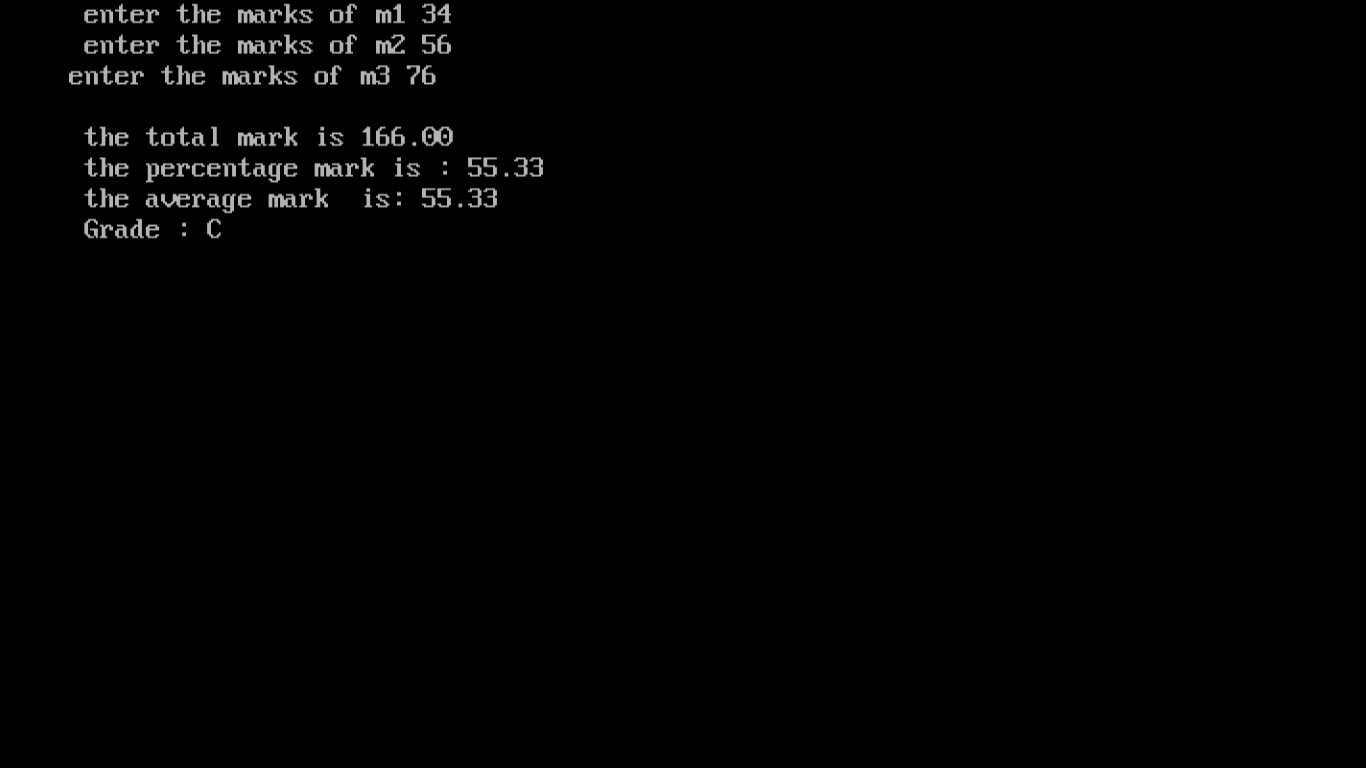 enter the marks of m1 34
enter the marks of m2 56
enter the marks of m3 76
the total mark is 166.00
the percentage mark is : 55.33
the average mark  is: 55.33
Grade : C